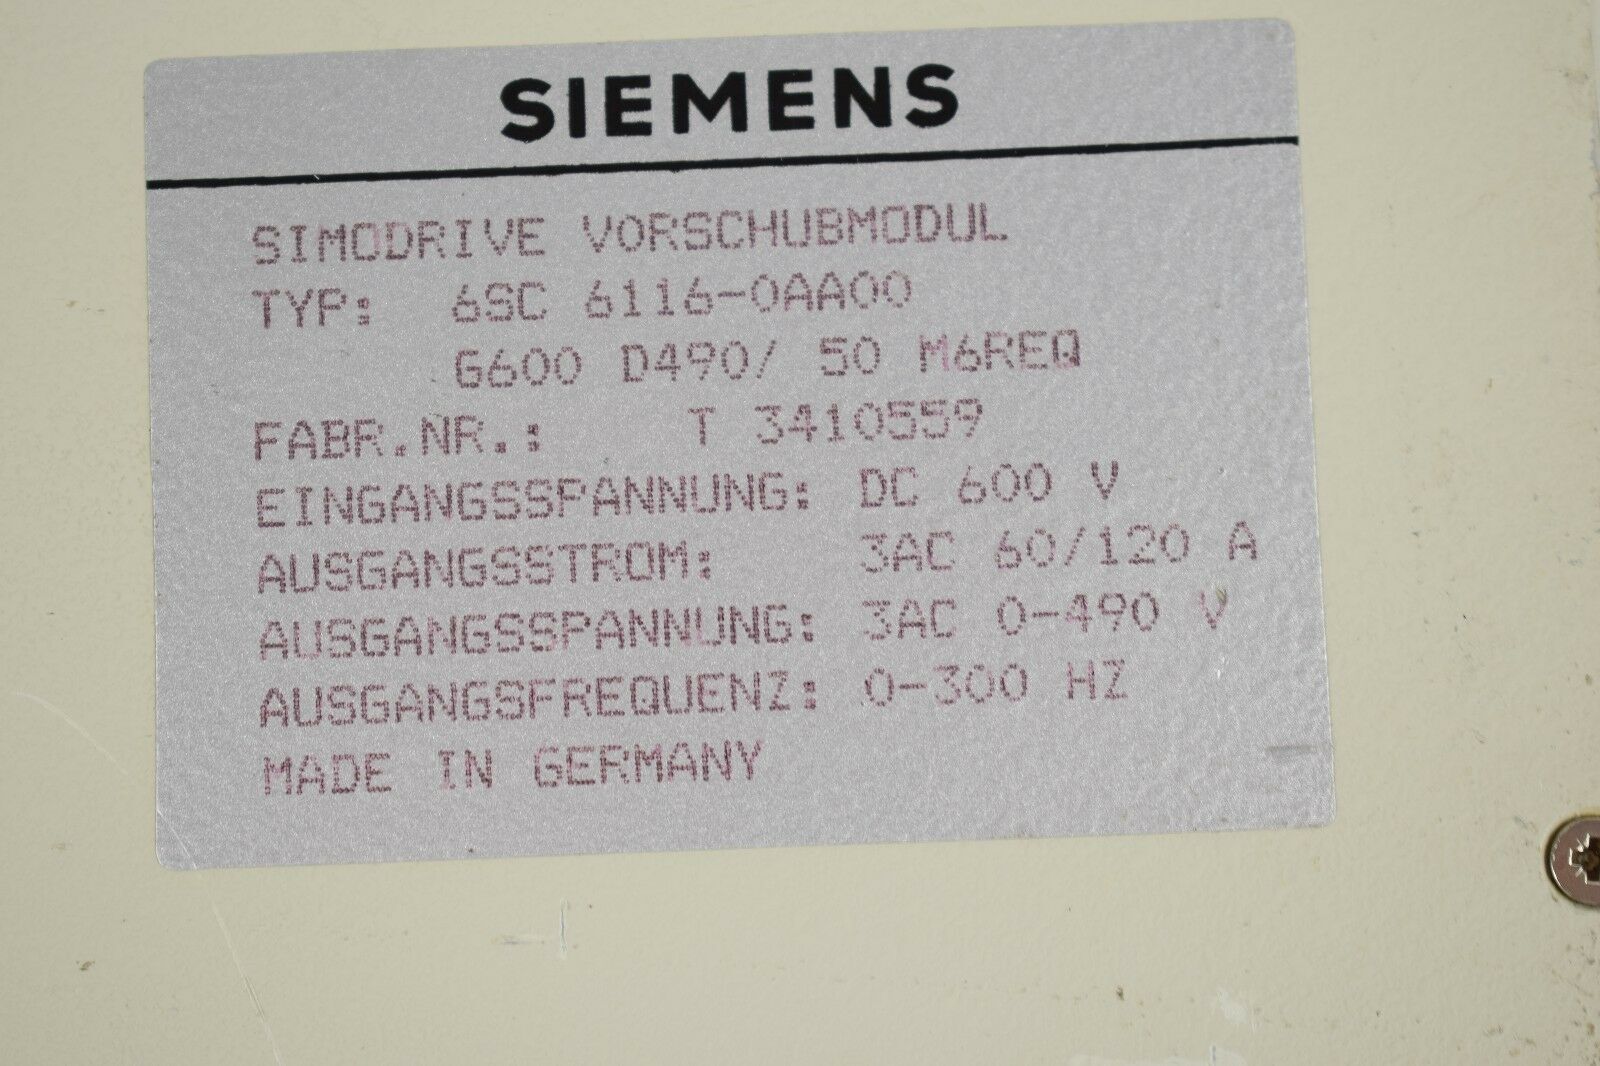 SIEMENS
SIMODRIVE VORSCHUBMODUL
TYP: 6SC 6116-0AA00
G600 D490/ 50 M6REQ
FABR.NR.: T 3410559
EINGANGSSPANNUNG: DC 600 V
AUSGANGSSTROM: 3AC 60/120 A
AUSGANGSSPANNUNG: 3AC 0-490 V
AUSGANGSFREQUENZ: 0-300 HZ
MADE IN GERMANY